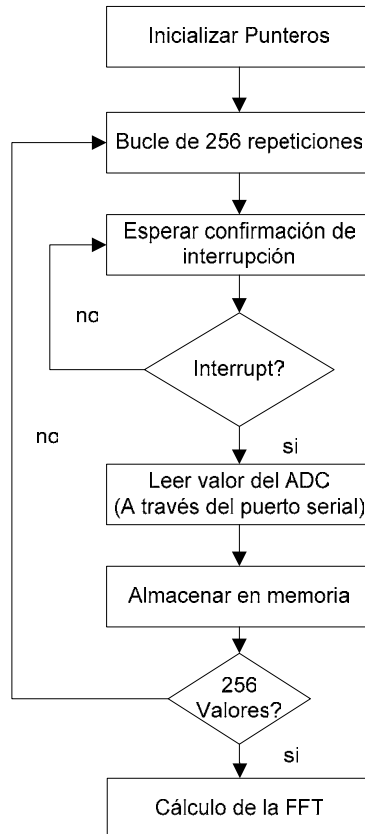 Inicializar Punteros
Bucle de 256 repeticiones
Esperar confirmación de
interrupción
no
Interrupt?
no
si
Leer valor del ADC
(A través del puerto serial)
Almacenar en memoria
256
Valores?
si
Cálculo de la FFT